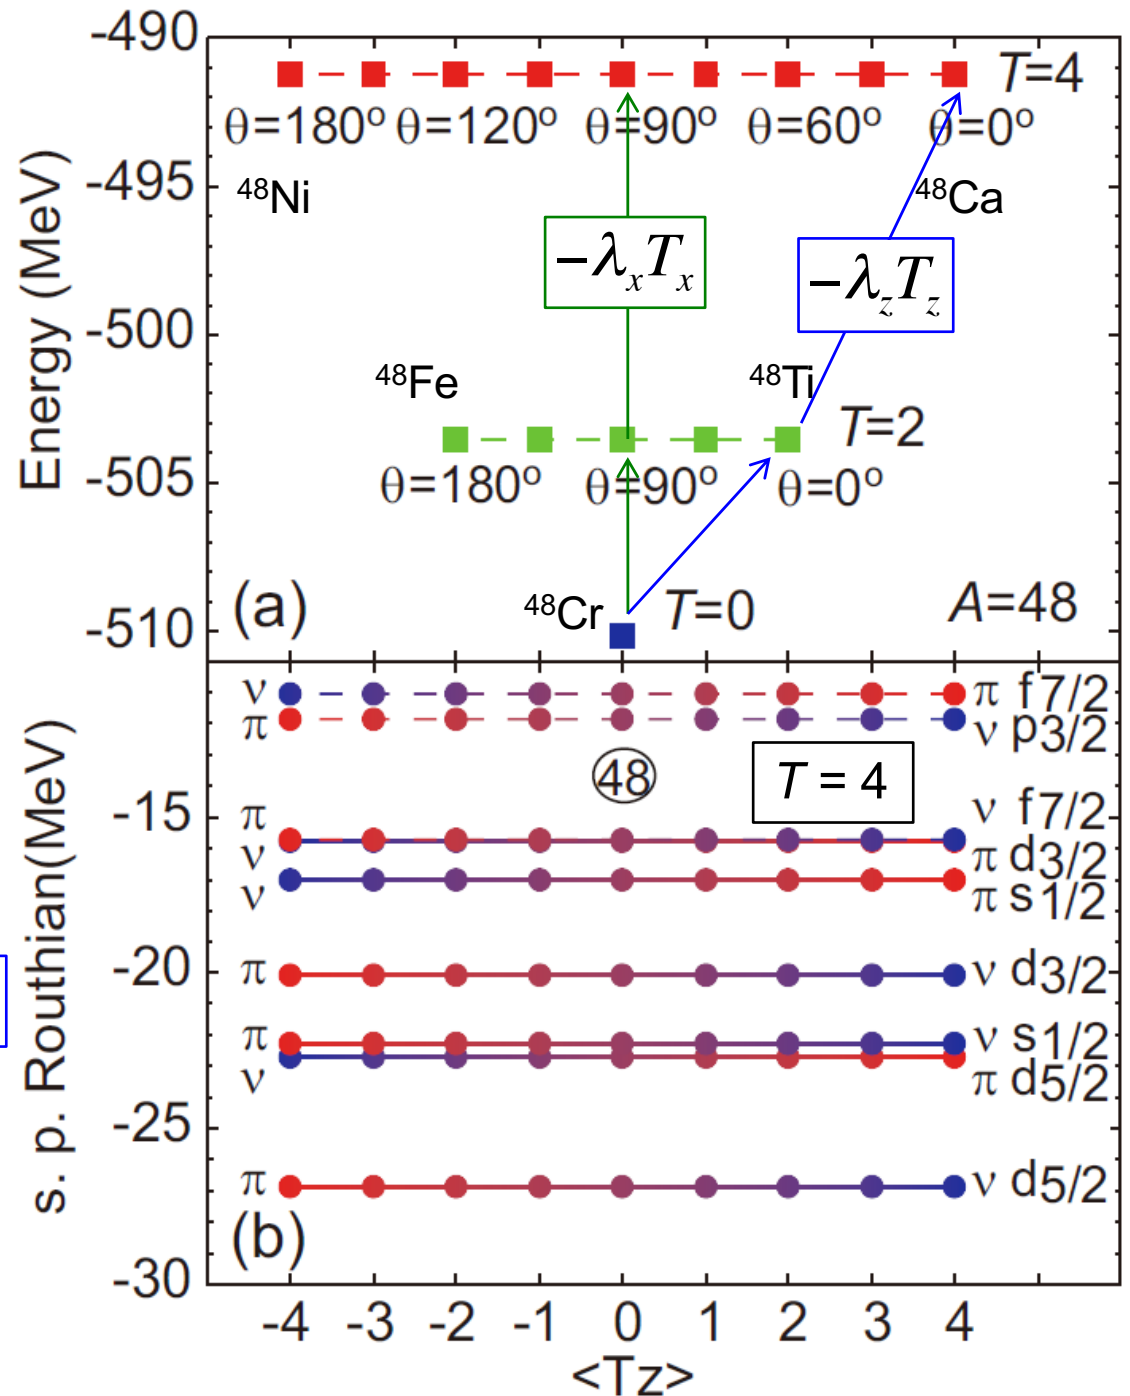 -490
T=4
θ=180° θ=120° θ=90° θ=60° θ=0°
-495
⁴⁸Ni
⁴⁸Ca
−λₓTₓ
−λ_zT_z
Energy (MeV)
-500
⁴⁸Fe
⁴⁸Ti
T=2
-505
θ=180° θ=90° θ=0°
(a)
⁴⁸Cr
T=0
A=48
-510
ν
π f7/2
π
ν p3/2
48
T = 4
-15
π
ν f7/2
ν
π d3/2
ν
π s1/2
s. p. Routhian(MeV)
-20
π
ν d3/2
π
ν s1/2
ν
π d5/2
-25
π
ν d5/2
(b)
-30
-4 -3 -2 -1 0 1 2 3 4
<Tz>